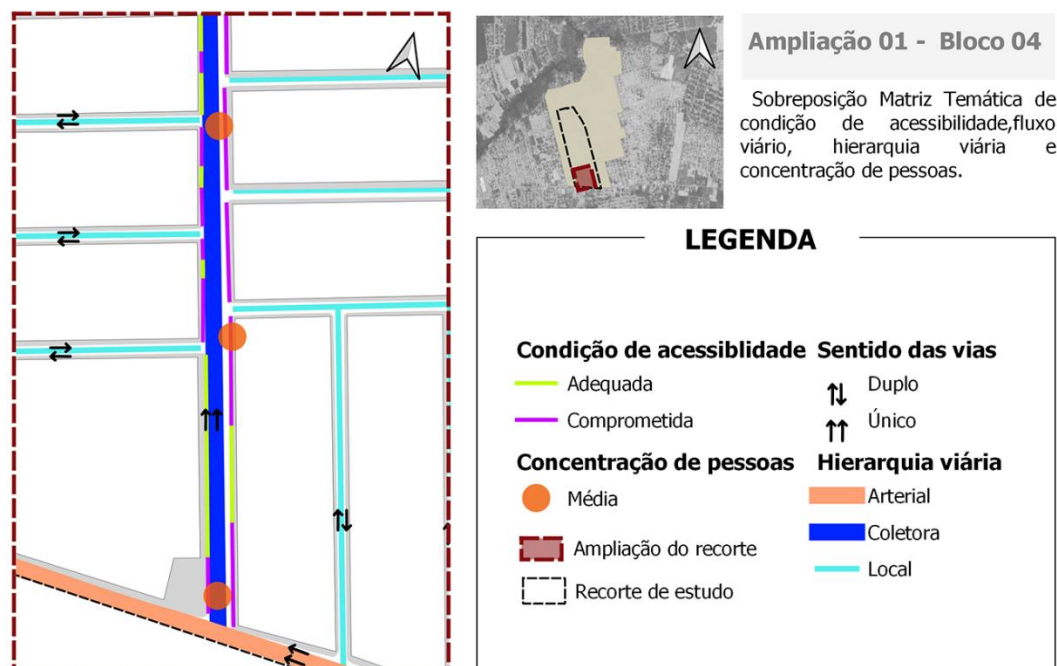 Ampliação 01 - Bloco 04
Sobreposição Matriz Temática de
condição de acessibilidade,fluxo
viário, hierarquia viária e
concentração de pessoas.
LEGENDA
Condição de acessiblidade
Adequada
Comprometida
Concentração de pessoas
Média
Ampliação do recorte
Recorte de estudo
Sentido das vias
Duplo
Único
Hierarquia viária
Arterial
Coletora
Local